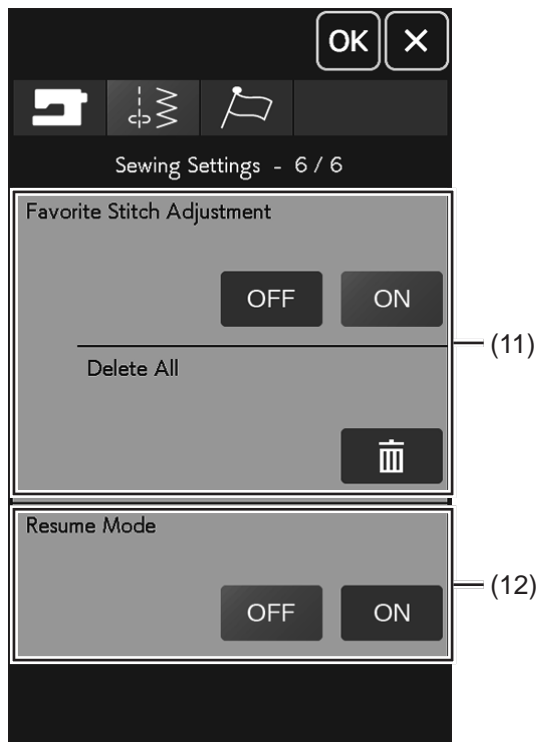 OK ×
Sewing Settings - 6 / 6
Favorite Stitch Adjustment
OFF ON
(11)
Delete All
Resume Mode
(12)
OFF ON